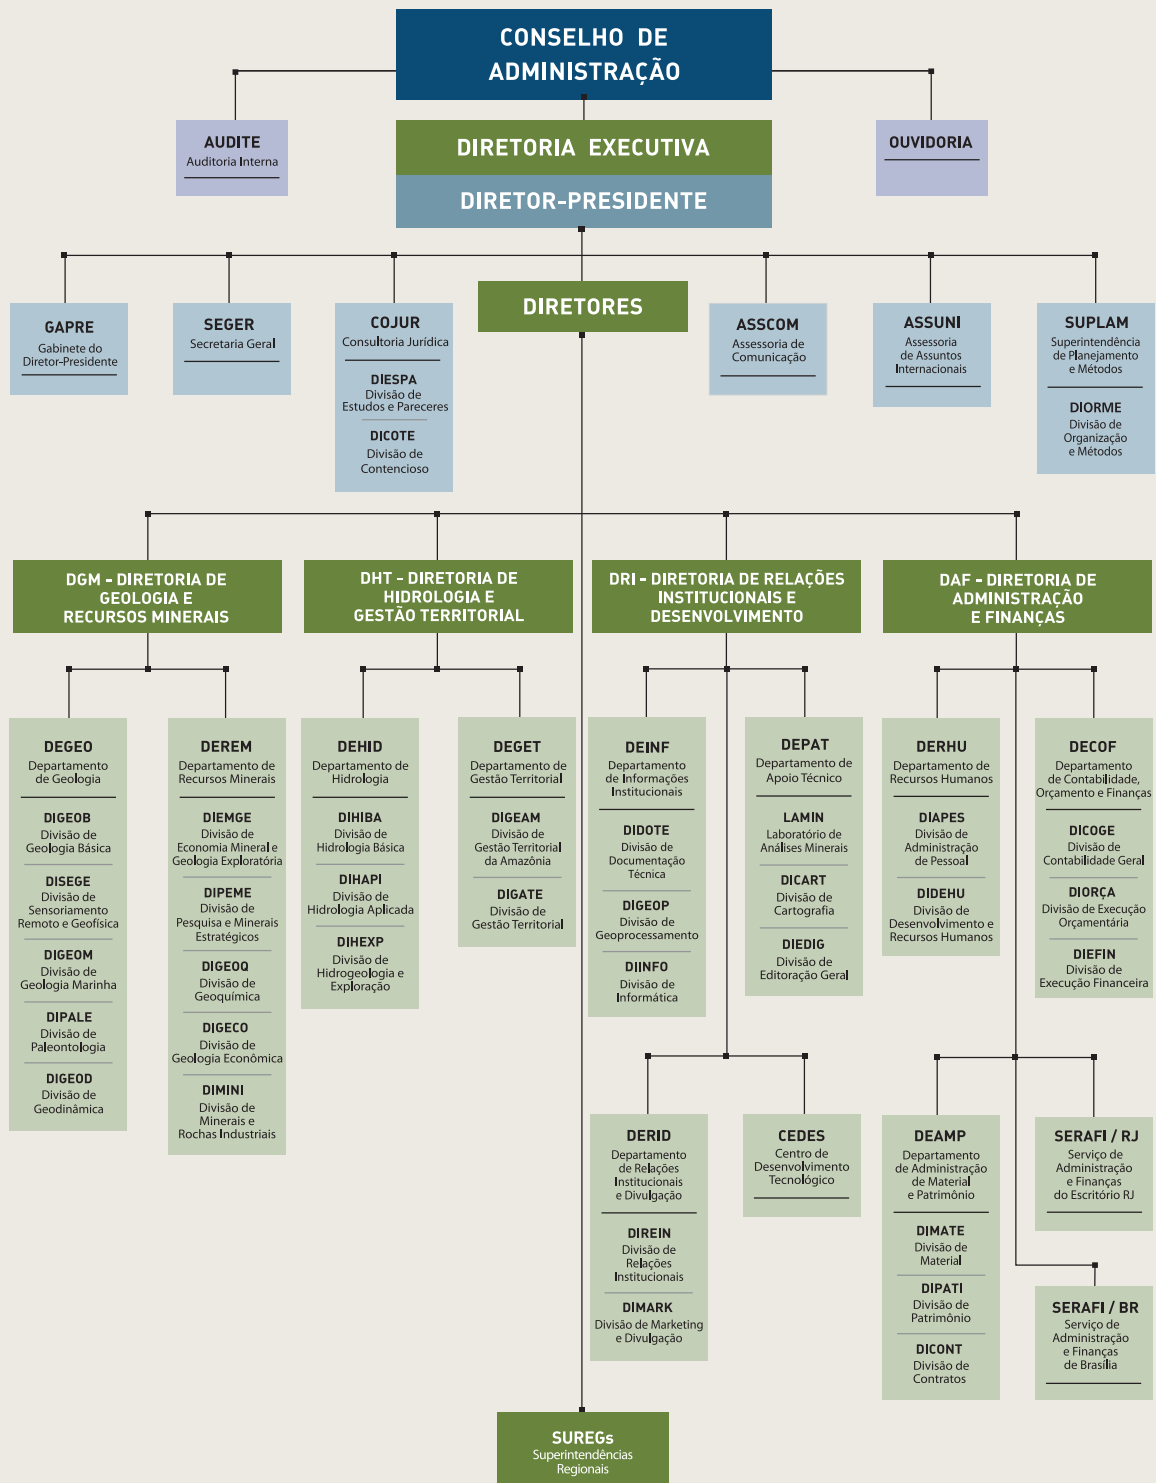 CONSELHO DE
ADMINISTRAÇÃO
AUDITE
Auditoria Interna
DIRETORIA EXECUTIVA
DIRETOR-PRESIDENTE
OUVIDORIA
GAPRE
Gabinete do
Diretor-Presidente
SEGER
Secretaria Geral
COJUR
Consultoria Jurídica
DIESPA
Divisão de
Estudos e Pareceres
DICOTE
Divisão de
Contencioso
DIRETORES
ASSCOM
Assessoria de
Comunicação
ASSUNI
Assessoria
de Assuntos
Internacionais
SUPLAM
Superintendência
de Planejamento
e Métodos
DIORME
Divisão de
Organização
e Métodos
DGM - DIRETORIA DE
GEOLOGIA E
RECURSOS MINERAIS
DHT - DIRETORIA DE
HIDROLOGIA E
GESTÃO TERRITORIAL
DRI - DIRETORIA DE RELAÇÕES
INSTITUCIONAIS E
DESENVOLVIMENTO
DAF - DIRETORIA DE
ADMINISTRAÇÃO
E FINANÇAS
DEGEO
Departamento
de Geologia
DIGEOB
Divisão de
Geologia Básica
DISEGE
Divisão de
Sensoriamento
Remoto e Geofísica
DIGEOM
Divisão de
Geologia Marinha
DIPALE
Divisão de
Paleontologia
DIGEOD
Divisão de
Geodinâmica
DEREM
Departamento de
Recursos Minerais
DIEMGE
Divisão de
Economia Mineral e
Geologia Exploratória
DIPEME
Divisão de
Pesquisa e Minerais
Estratégicos
DIGEOQ
Divisão de
Geoquímica
DIGECO
Divisão de
Geologia Econômica
DIMINI
Divisão de
Minerais e
Rochas Industriais
DEHID
Departamento de
Hidrologia
DIHIBA
Divisão de
Hidrologia Básica
DIHAPI
Divisão de
Hidrologia Aplicada
DIHEXP
Divisão de
Hidrogeologia e
Exploração
DEGET
Departamento de
Gestão Territorial
DIGEAM
Divisão de
Gestão Territorial
da Amazônia
DIGATE
Divisão de
Gestão Territorial
DEINF
Departamento
de Informações
Institucionais
DIDOTE
Divisão de
Documentação
Técnica
DIGEOP
Divisão de
Geoprocessamento
DIINFO
Divisão de
Informática
DEPAT
Departamento de
Apoio Técnico
LAMIN
Laboratório de
Análises Minerais
DICART
Divisão de
Cartografia
DIEDIG
Divisão de
Editoração Geral
DERHU
Departamento de
Recursos Humanos
DIAPES
Divisão de
Administração
de Pessoal
DIDEHU
Divisão de
Desenvolvimento e
Recursos Humanos
DECOF
Departamento
de Contabilidade,
Orçamento e Finanças
DICOGE
Divisão de
Contabilidade Geral
DIORÇA
Divisão de Execução
Orçamentária
DIEFIN
Divisão de
Execução Financeira
DERID
Departamento
de Relações
Institucionais
e Divulgação
DIREIN
Divisão de
Relações
Institucionais
DIMARK
Divisão de Marketing
e Divulgação
CEDES
Centro de
Desenvolvimento
Tecnológico
DEAMP
Departamento
de Administração
de Material
e Patrimônio
DIMATE
Divisão de
Material
DIPATI
Divisão de
Patrimônio
DICONT
Divisão de
Contratos
SERAFI / RJ
Serviço de
Administração
e Finanças
do Escritório RJ
SERAFI / BR
Serviço de
Administração
e Finanças
de Brasília
SUREGs
Superintendências
Regionais